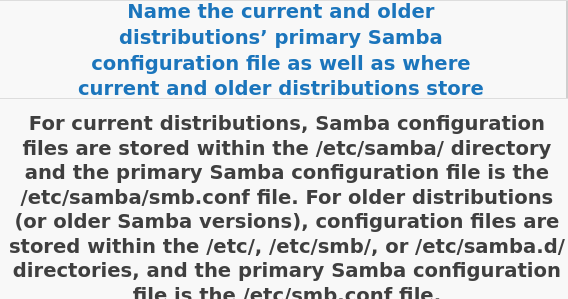 Name the current and older
distributions’ primary Samba
configuration file as well as where
current and older distributions store
For current distributions, Samba configuration
files are stored within the /etc/samba/ directory
and the primary Samba configuration file is the
/etc/samba/smb.conf file. For older distributions
(or older Samba versions), configuration files are
stored within the /etc/, /etc/smb/, or /etc/samba.d/
directories, and the primary Samba configuration
file is the /etc/smb.conf file.